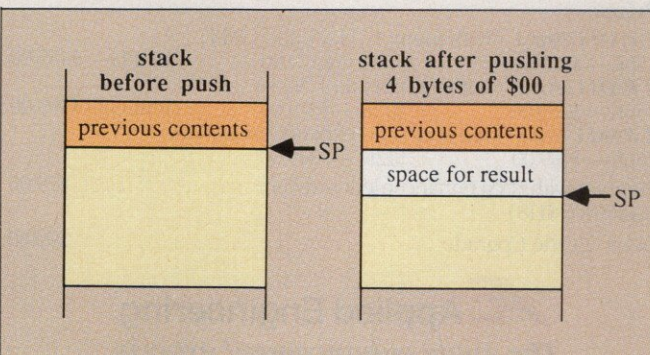 stack
before push
previous contents
SP
stack after pushing
4 bytes of $00
previous contents
space for result
SP